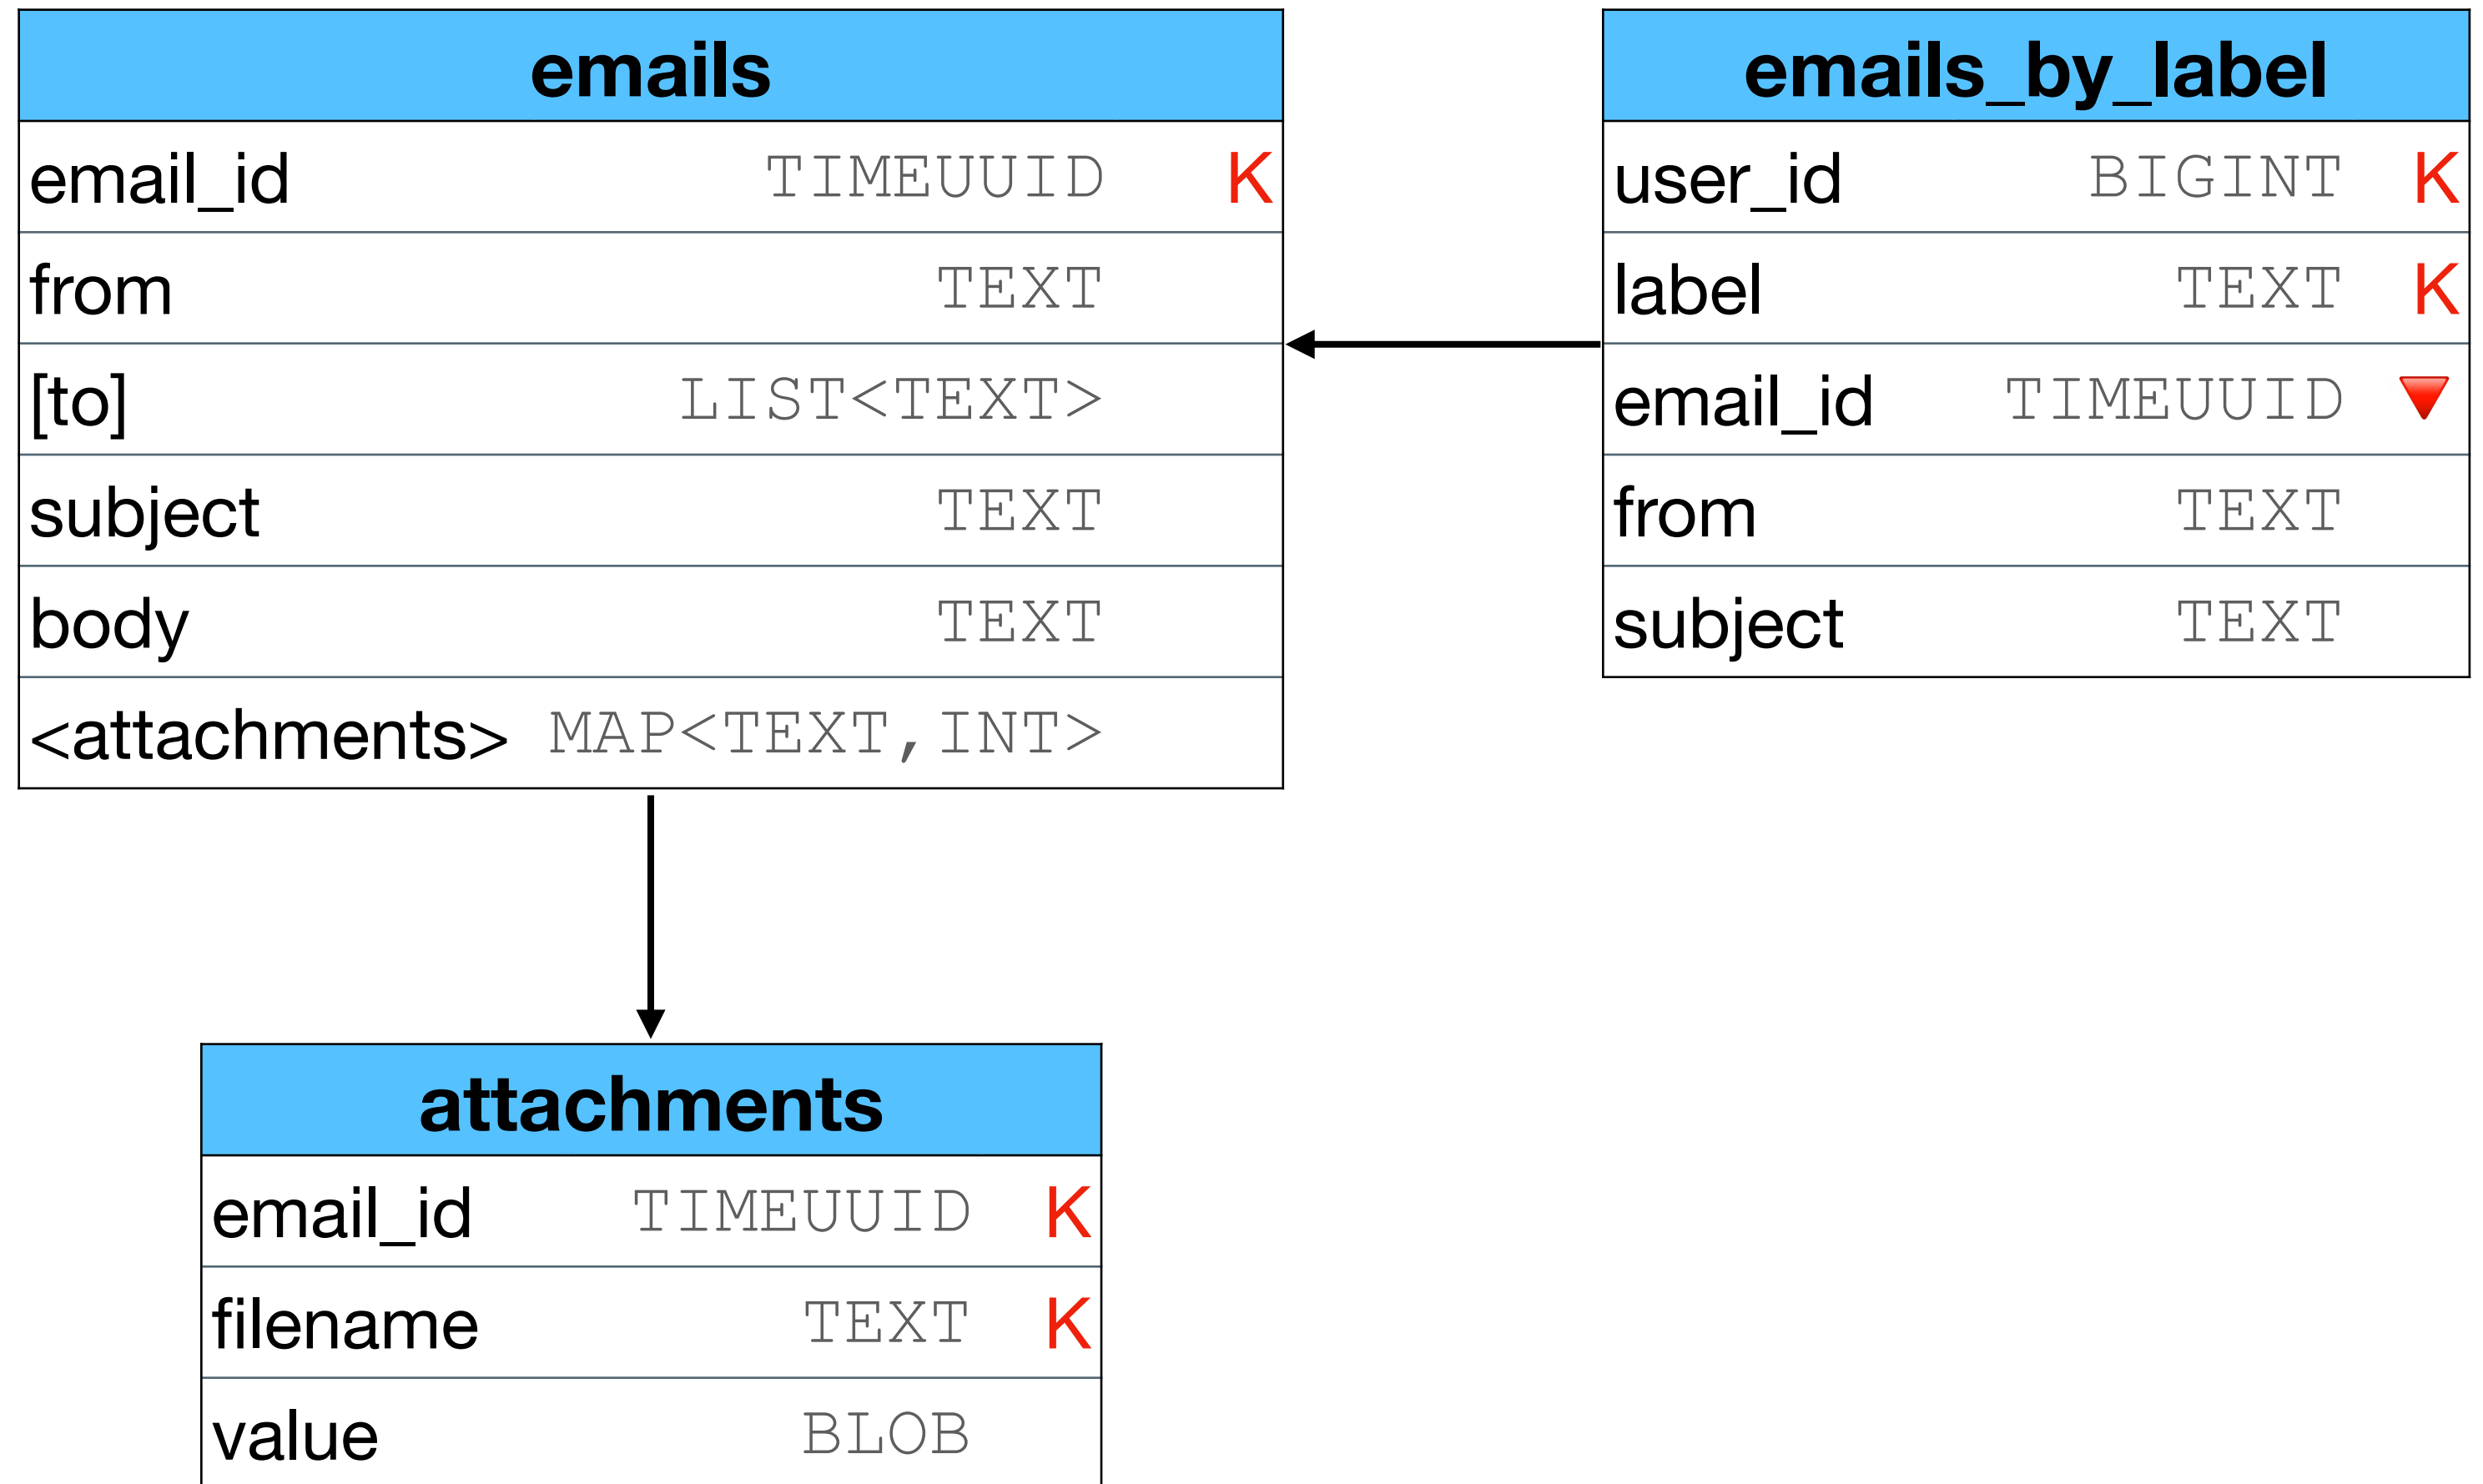 emails
email_id TIMEUUID K
from TEXT
[to] LIST<TEXT>
subject TEXT
body TEXT
<attachments> MAP<TEXT,INT>
emails_by_label
user_id BIGINT K
label TEXT K
email_id TIMEUUID
from TEXT
subject TEXT
attachments
email_id TIMEUUID K
filename TEXT K
value BLOB